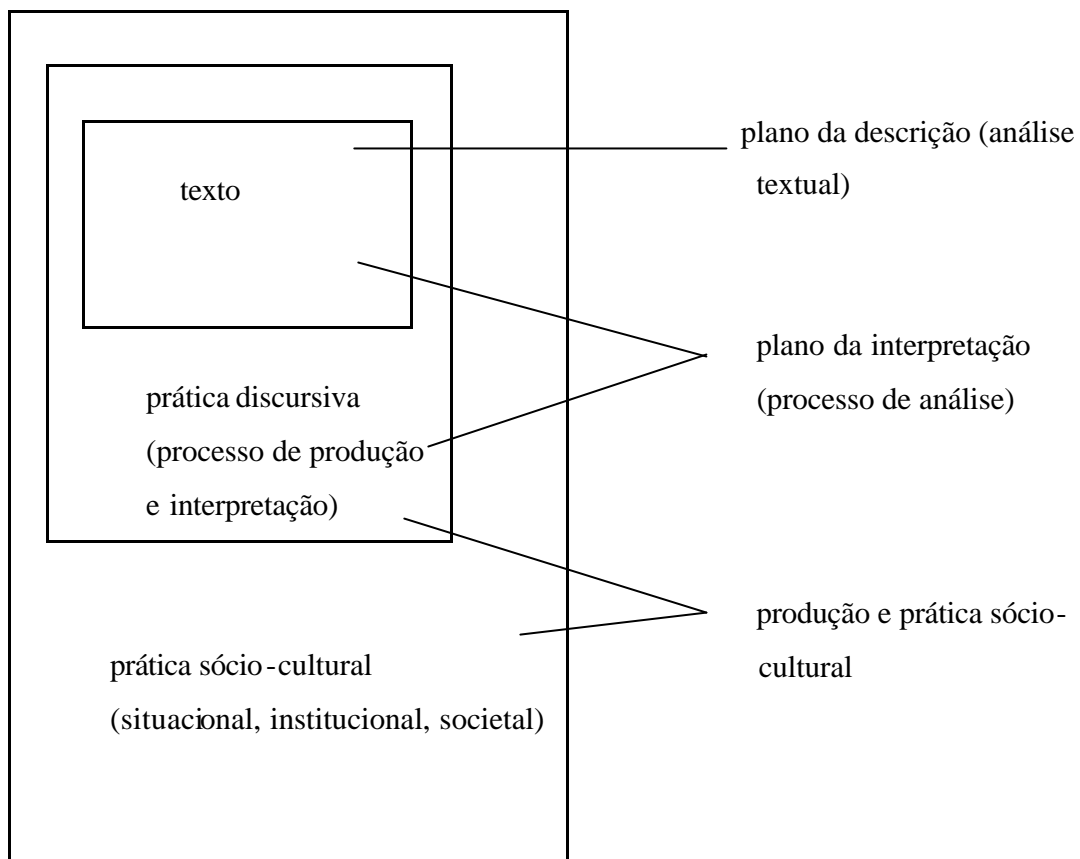 plano da descrição (análise
textual)
texto
plano da interpretação
(processo de análise)
prática discursiva
(processo de produção
e interpretação)
produção e prática sócio-
cultural
prática sócio-cultural
(situacional, institucional, societal)